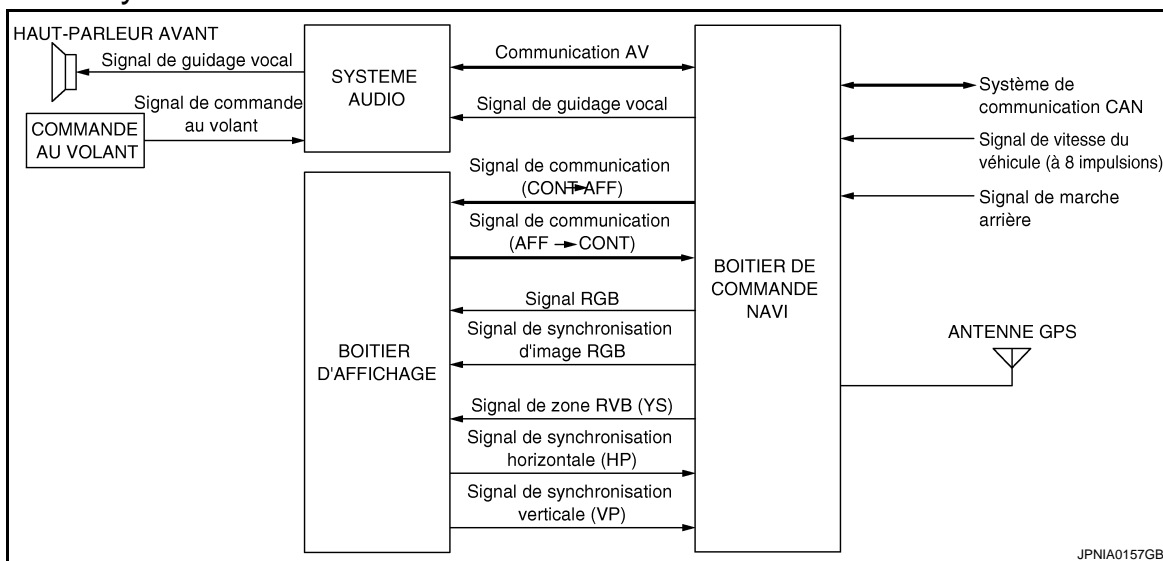 HAUT-PARLEUR AVANT
Signal de guidage vocal
Signal de commande
au volant
COMMANDE
AU VOLANT
SYSTEME
AUDIO
Communication AV
Signal de guidage vocal
Signal de communication
(CONT→AFF)
Signal de communication
(AFF → CONT)
Signal RGB
Signal de synchronisation
d'image RGB
Signal de zone RVB (YS)
Signal de synchronisation
horizontale (HP)
Signal de synchronisation
verticale (VP)
BOITIER
D'AFFICHAGE
BOITIER DE
COMMANDE
NAVI
Système de
communication CAN
Signal de vitesse du
véhicule (à 8 impulsions)
Signal de marche
arrière
ANTENNE GPS
JPNIA0157GB